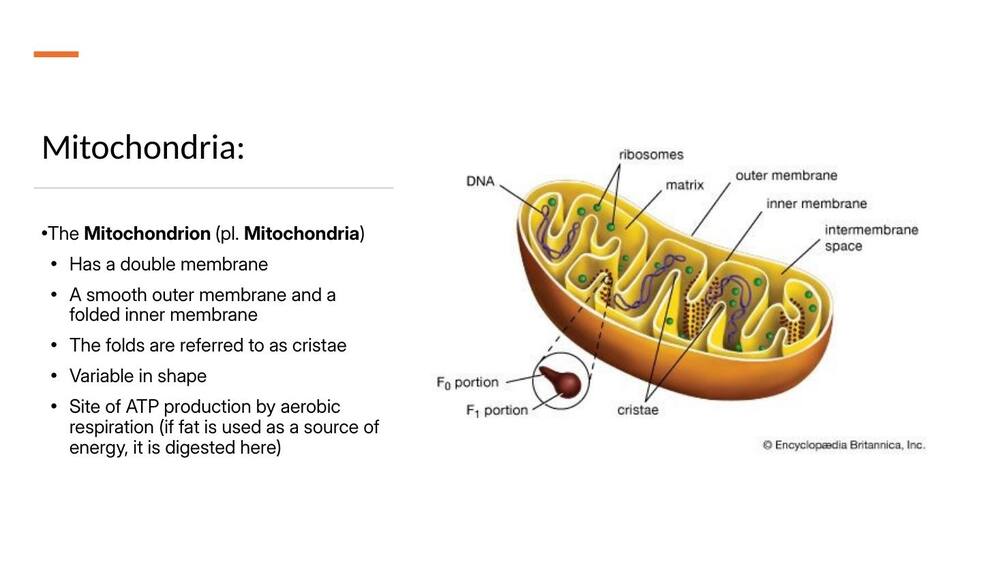 Mitochondria:
•The Mitochondrion (pl. Mitochondria)
• Has a double membrane
• A smooth outer membrane and a
folded inner membrane
• The folds are referred to as cristae
• Variable in shape
• Site of ATP production by aerobic
respiration (if fat is used as a source of
energy, it is digested here)
ribosomes
DNA
matrix
outer membrane
inner membrane
intermembrane
space
F₀ portion
F₁ portion
cristae
© Encyclopædia Britannica, Inc.